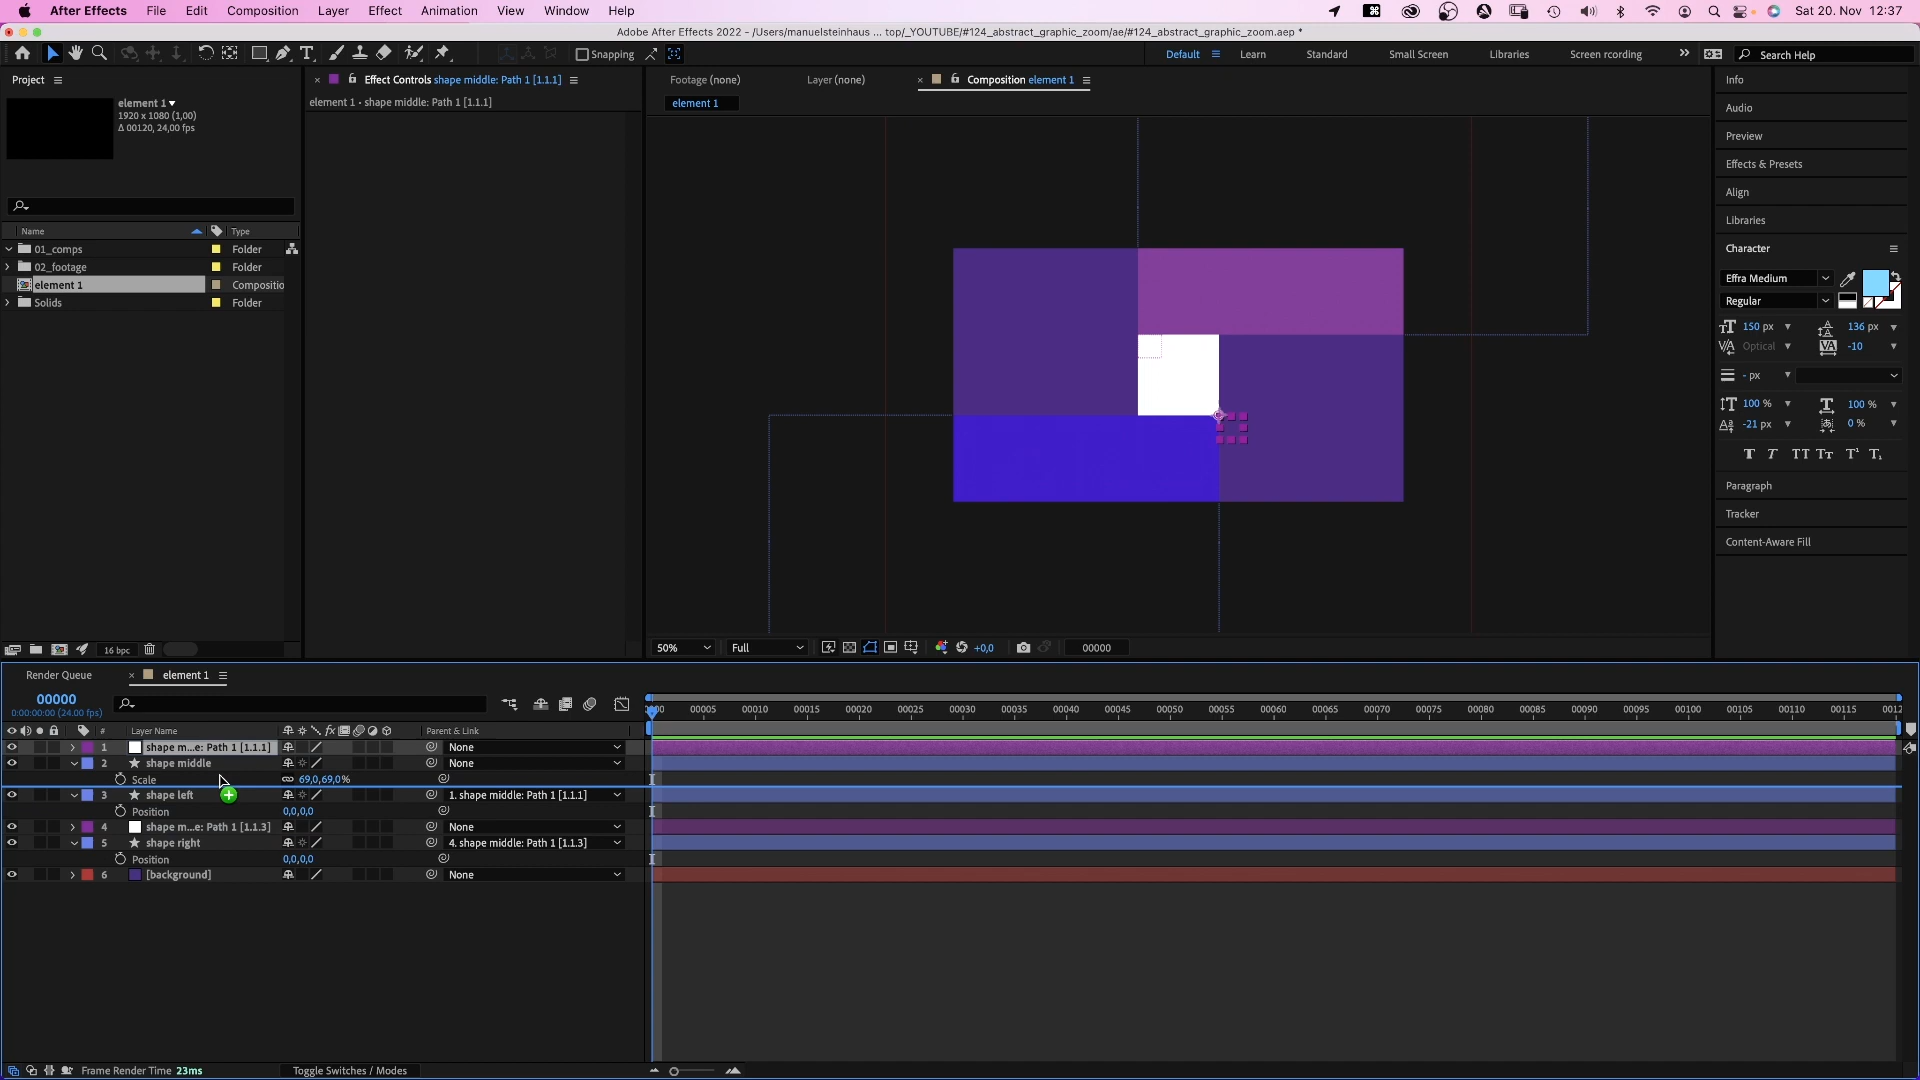 After Effects File Edit Composition Layer Effect Animation View Window Help Sat 20. Nov 12:37
Adobe After Effects 2022 - /Users/manuelsteinhaus ... top/_YOUTUBE/#124_abstract_graphic_zoom/ae/#124_abstract_graphic_zoom.aep *
Snapping Default Learn Standard Small Screen Libraries Screen recording Search Help
Project
Effect Controls shape middle: Path 1 [1.1.1]
Footage (none) Layer (none) Composition element 1
Info
element 1
1920 x 1080 (1,00)
Δ 00120, 24,00 fps
element 1 • shape middle: Path 1 [1.1.1]
element 1
Audio
Preview
Effects & Presets
Align
Libraries
Character
Effra Medium
Regular
150 px 136 px
Optical -10
- px
100 % 100 %
-21 px 0 %
Paragraph
Tracker
Content-Aware Fill
Name Type
01_comps Folder
02_footage Folder
element 1 Compositio
Solids Folder
16 bpc
50% Full +0,0 00000
Render Queue element 1
00000
0:00:00:00 (24.00 fps)
00005 00010 00015 00020 00025 00030 00035 00040 00045 00050 00055 00060 00065 00070 00075 00080 00085 00090 00095 00100 00105 00110 00115 0012
# Layer Name Parent & Link
1 shape m...e: Path 1 [1.1.1] None
2 shape middle None
Scale 69,0,69,0%
3 shape left 1. shape middle: Path 1 [1.1.1]
Position 0,0,0,0
4 shape m...e: Path 1 [1.1.3] None
5 shape right 4. shape middle: Path 1 [1.1.3]
Position 0,0,0,0
6 [background] None
Frame Render Time 23ms Toggle Switches / Modes